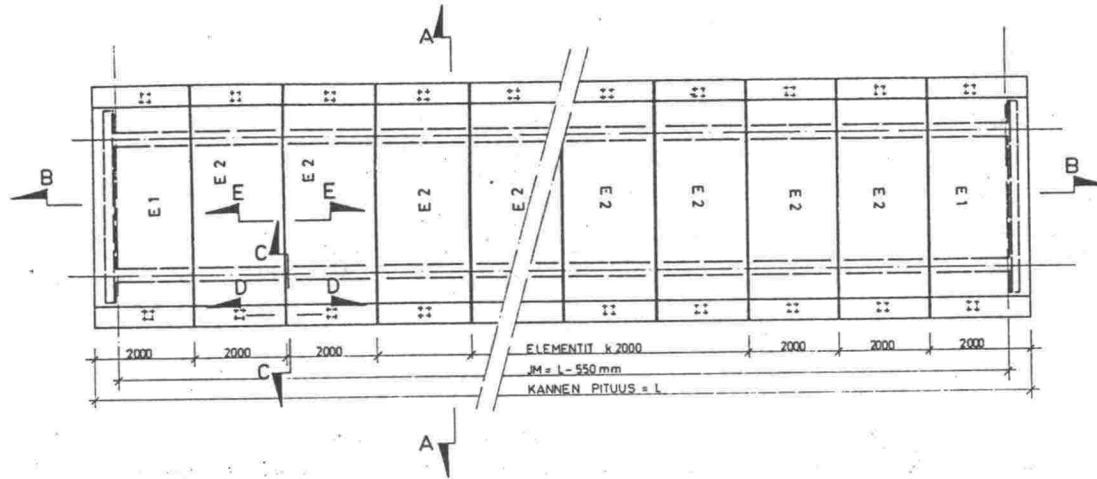 A
B
B
E1
E2
E2
E2
E2
E2
E2
E2
E2
E1
E
E
C
D
D
2000
2000
2000
ELEMENTIT k 2000
2000
2000
2000
JM = L - 550 mm
C
KANNEN PITUUS = L
A